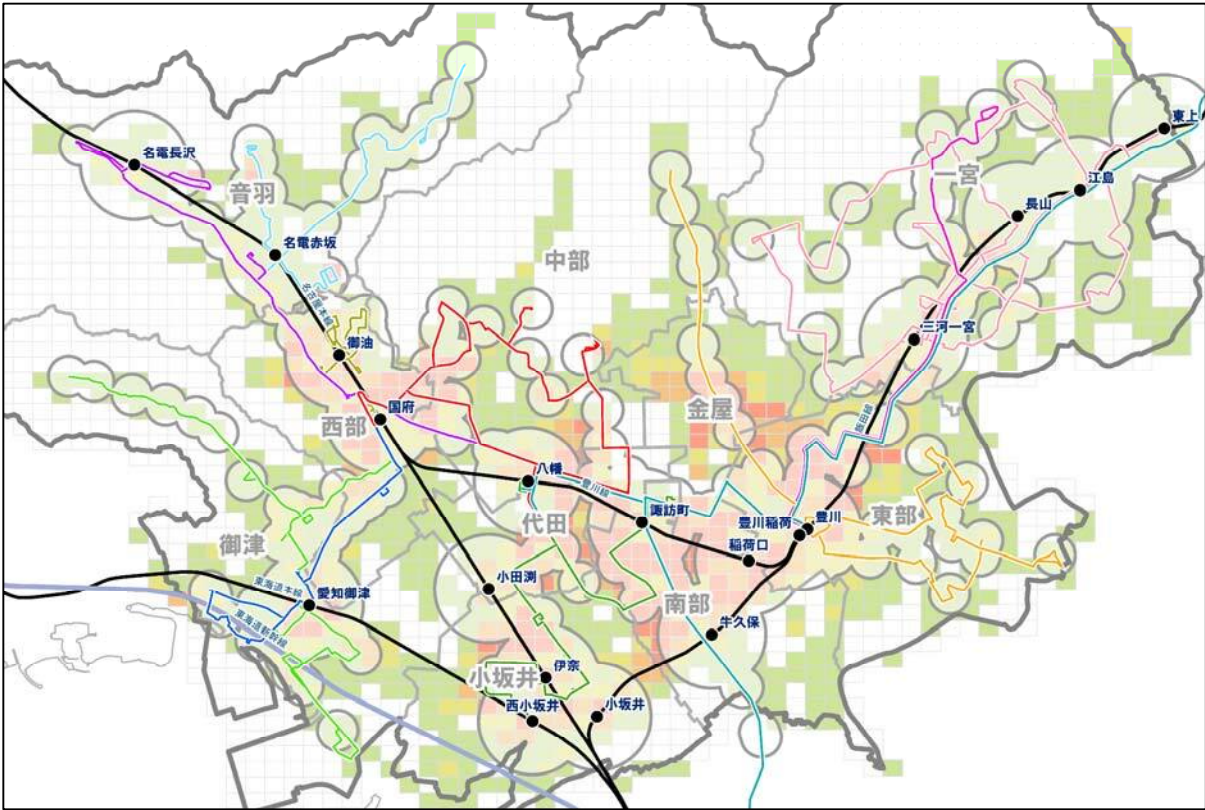 東上
名電長沢
音羽
一宮
江島
長山
名電赤坂
中部
名古屋本線
三河一宮
御油
金屋
飯田線
国府
西部
八幡
豊川線
諏訪町
代田
豊川稲荷
豊川
東部
稲荷口
御津
小田渕
東海道本線
愛知御津
南部
東海道新幹線
牛久保
伊奈
小坂井
西小坂井
小坂井